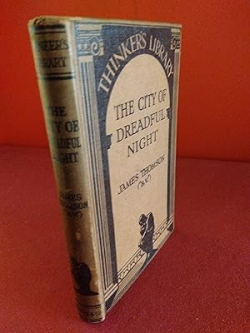 THINKER'S
LIBRARY
THE
CITY OF
DREADFUL
NIGHT
JAMES
THOMSON
("B.V.")
THINKER'S LIBRARY
THE CITY OF
DREADFUL
NIGHT
JAMES THOMSON
("B.V.")